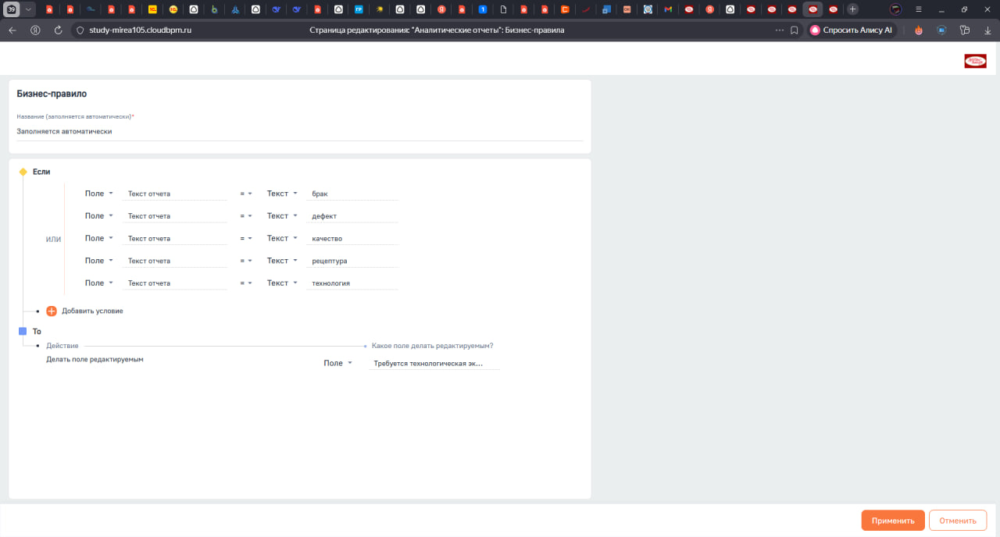 39
study-mirea105.cloudbpm.ru
Страница редактирования: "Аналитические отчеты": Бизнес-правила
Спросить Алису AI
Бизнес-правило
Название (заполняется автоматически)*
Заполняется автоматически
Если
Поле Текст отчета = Текст брак
Поле Текст отчета = Текст дефект
ИЛИ Поле Текст отчета = Текст качество
Поле Текст отчета = Текст рецептура
Поле Текст отчета = Текст технология
Добавить условие
То
Действие Какое поле делать редактируемым?
Делать поле редактируемым Поле Требуется технологическая эк...
Применить Отменить